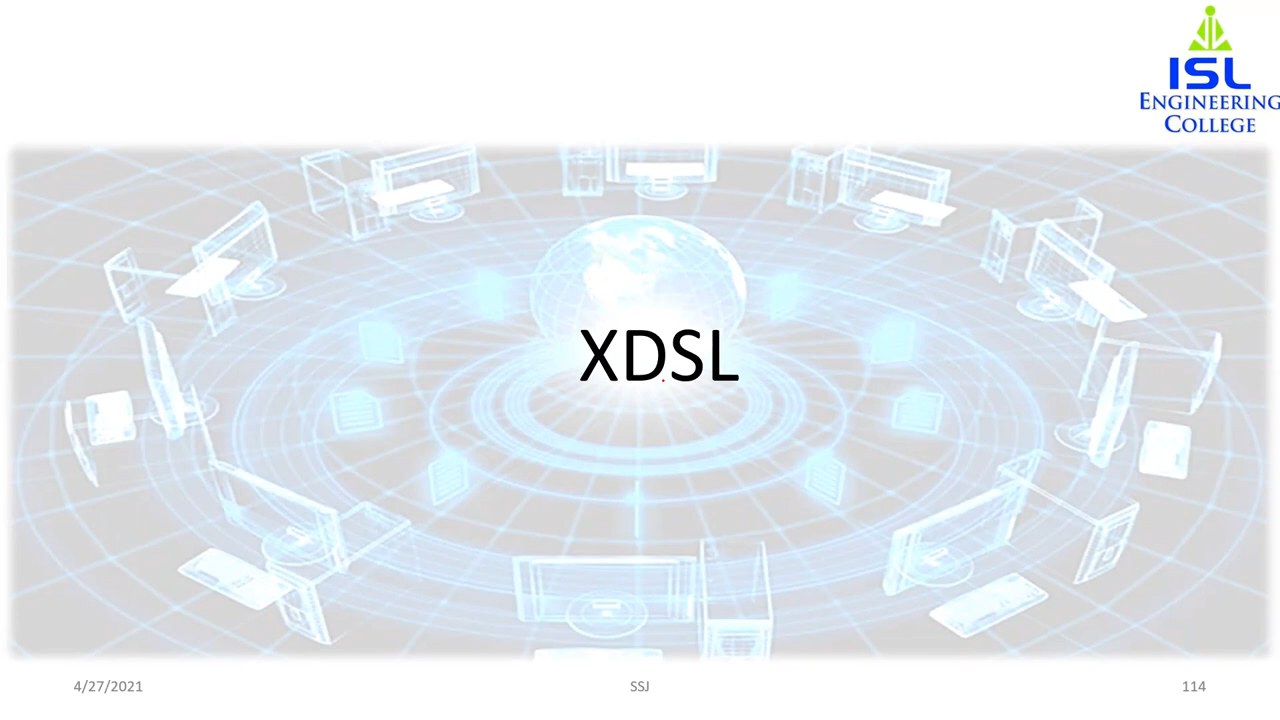 ISL
ENGINEERING
COLLEGE
XDSL
4/27/2021
SSJ
114